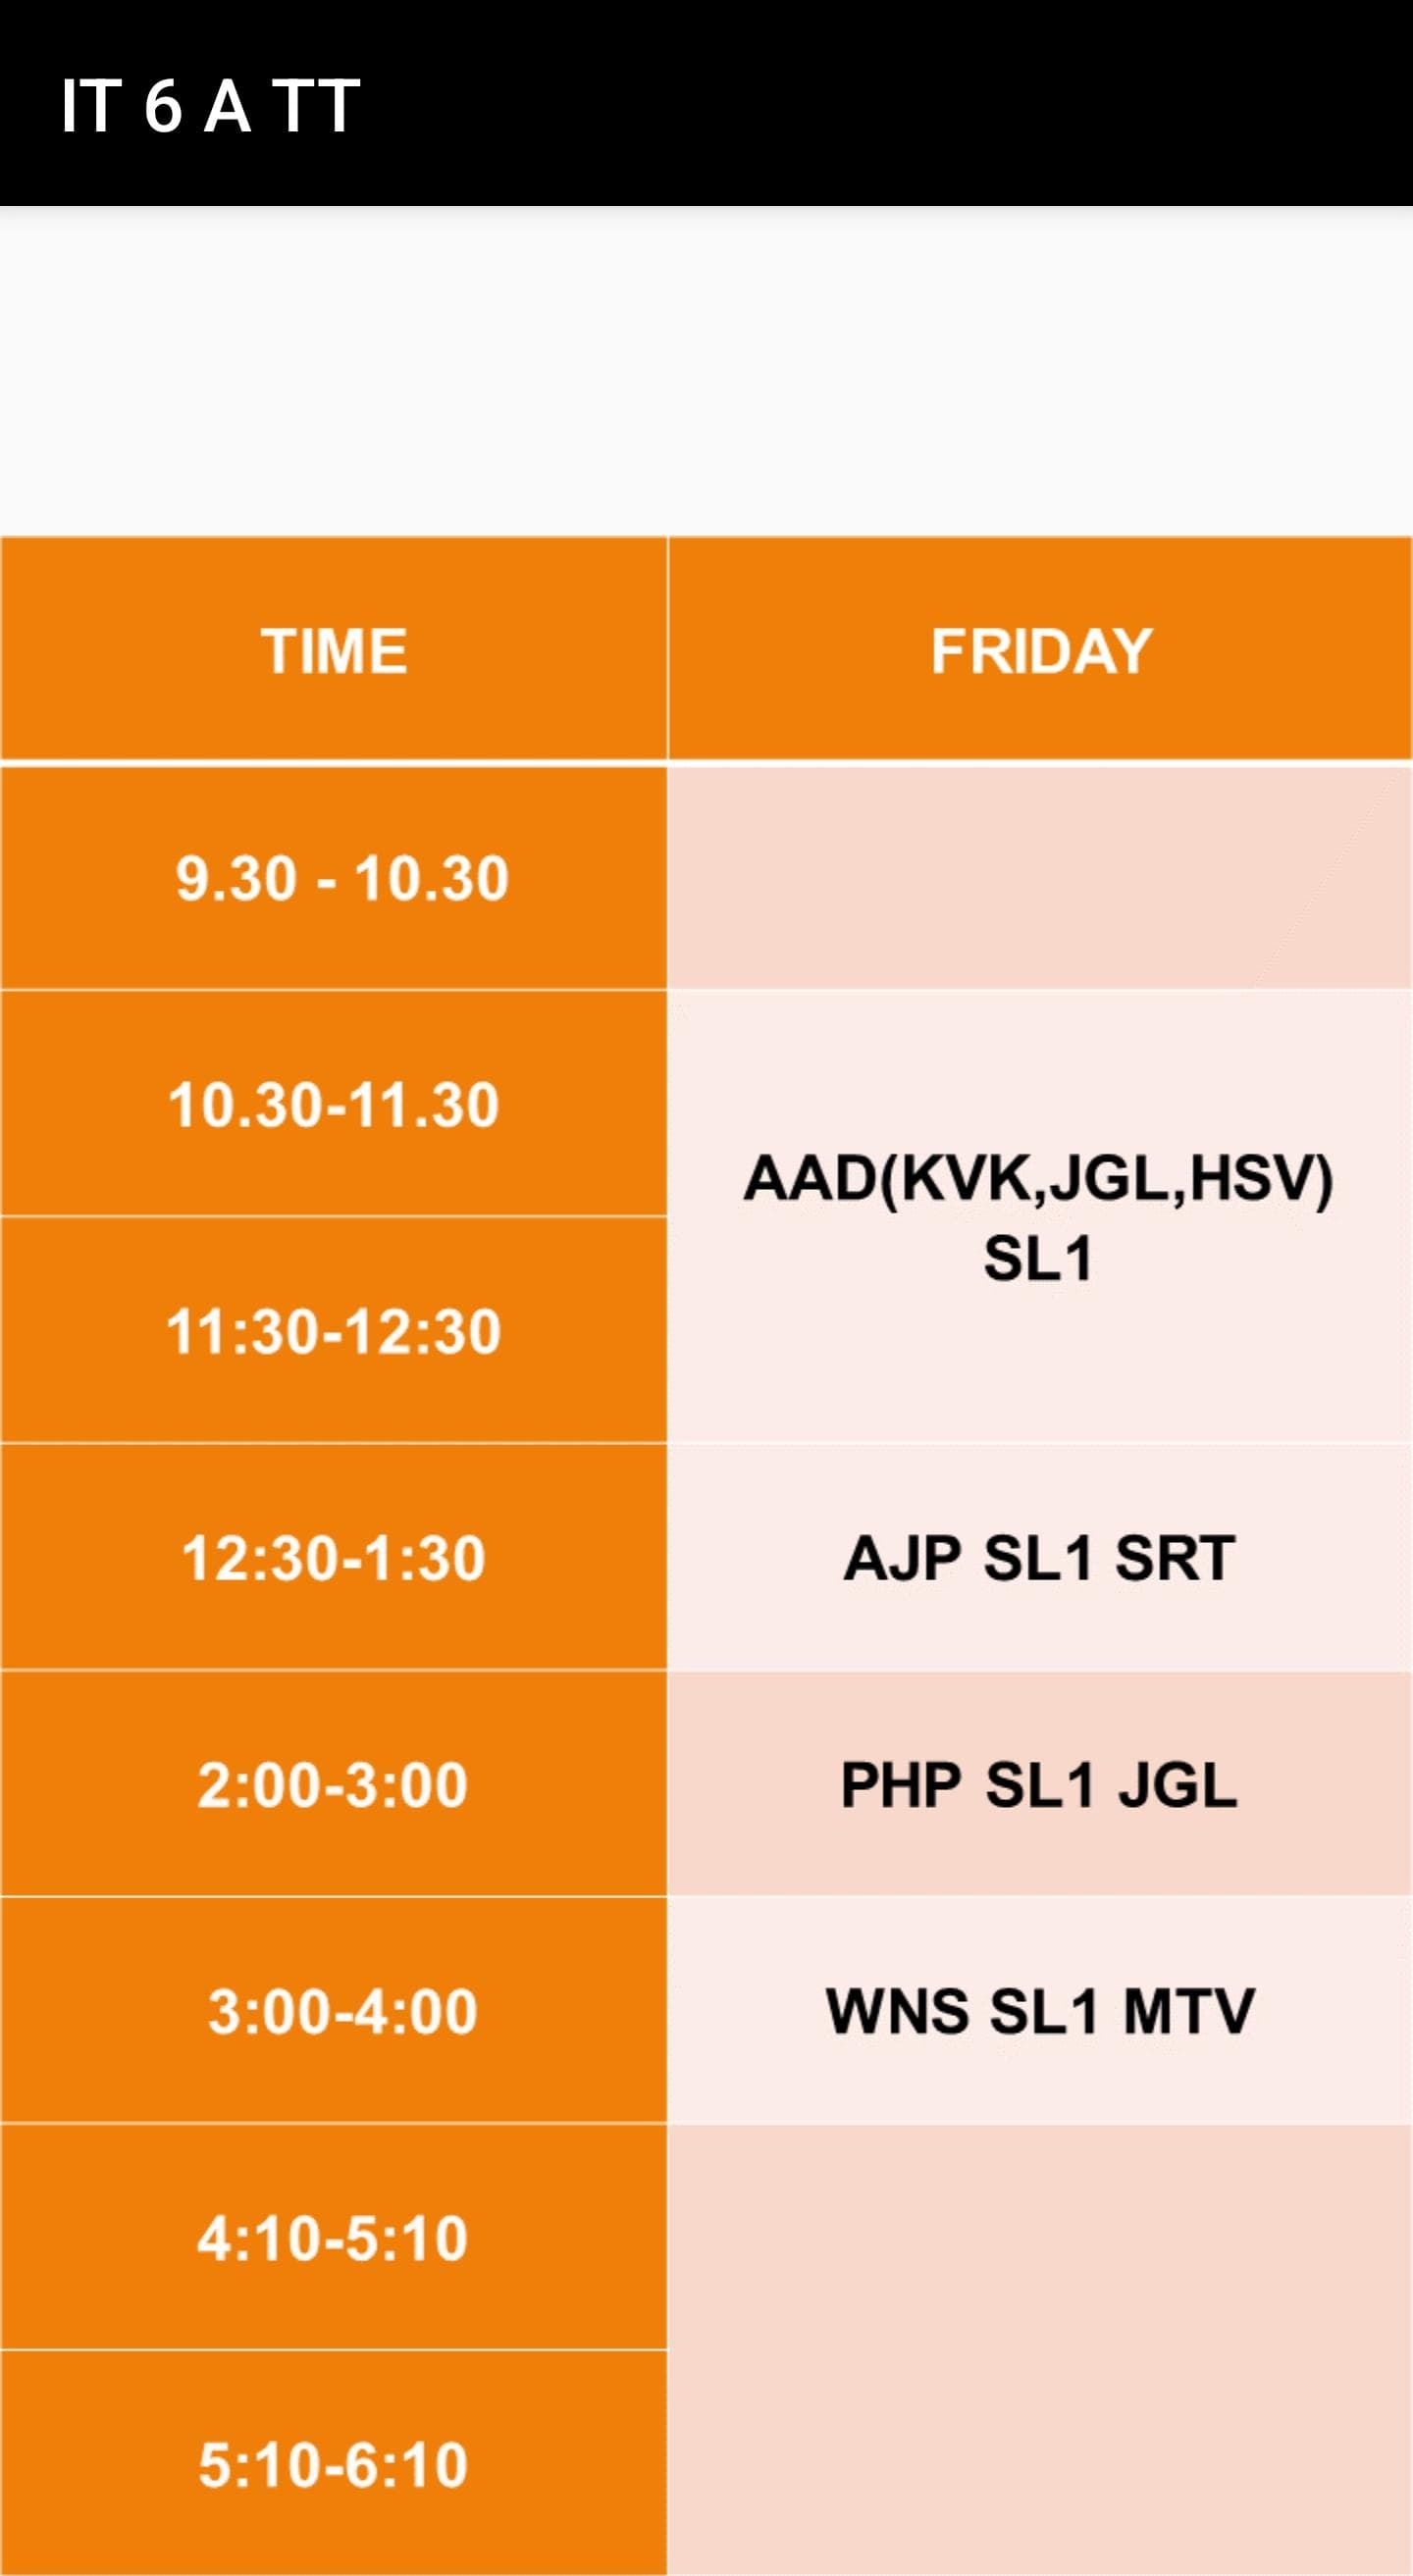 IT 6 A TT
TIME FRIDAY
9.30 - 10.30
10.30-11.30
AAD(KVK,JGL,HSV)
SL1
11:30-12:30
12:30-1:30 AJP SL1 SRT
2:00-3:00 PHP SL1 JGL
3:00-4:00 WNS SL1 MTV
4:10-5:10
5:10-6:10